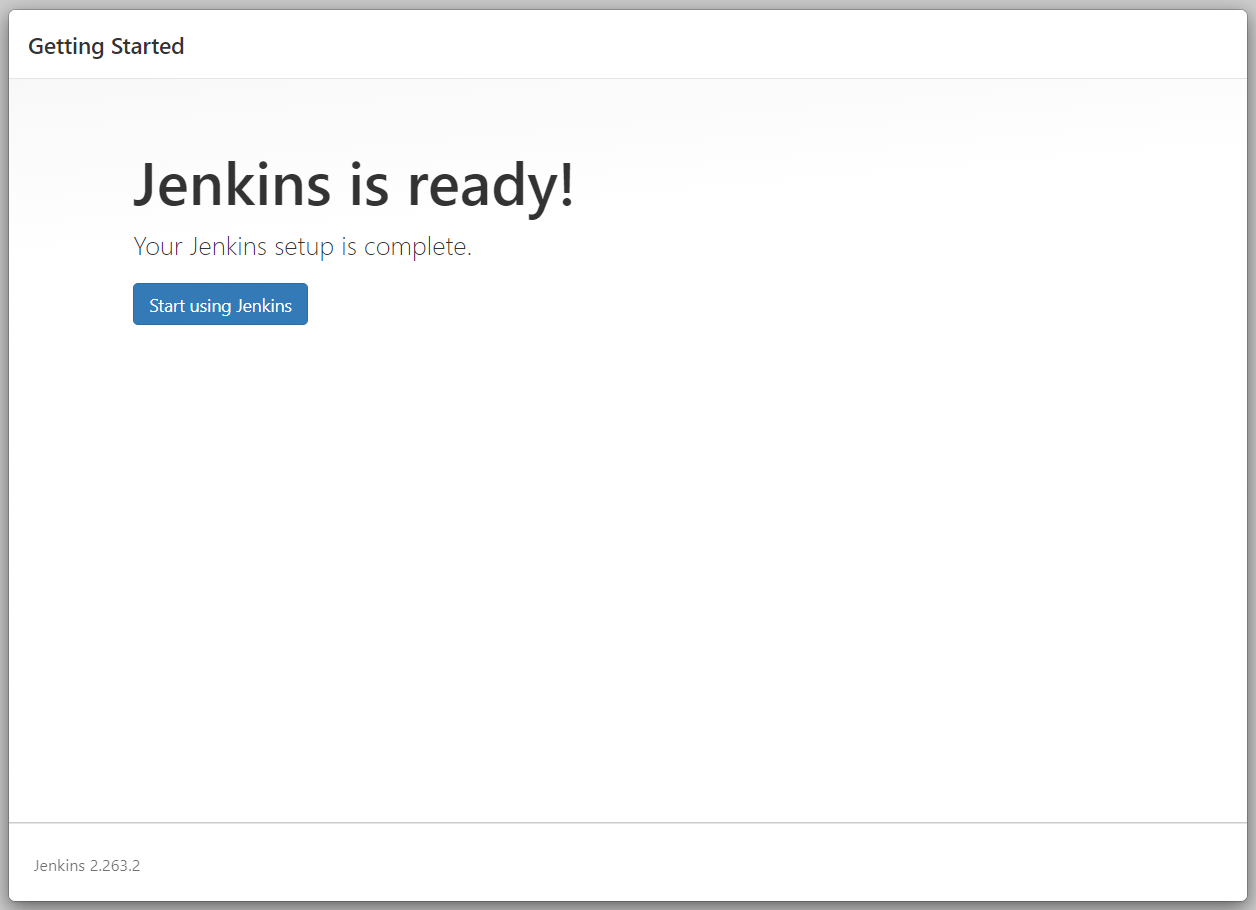 Getting Started
Jenkins is ready!
Your Jenkins setup is complete.
Start using Jenkins
Jenkins 2.263.2